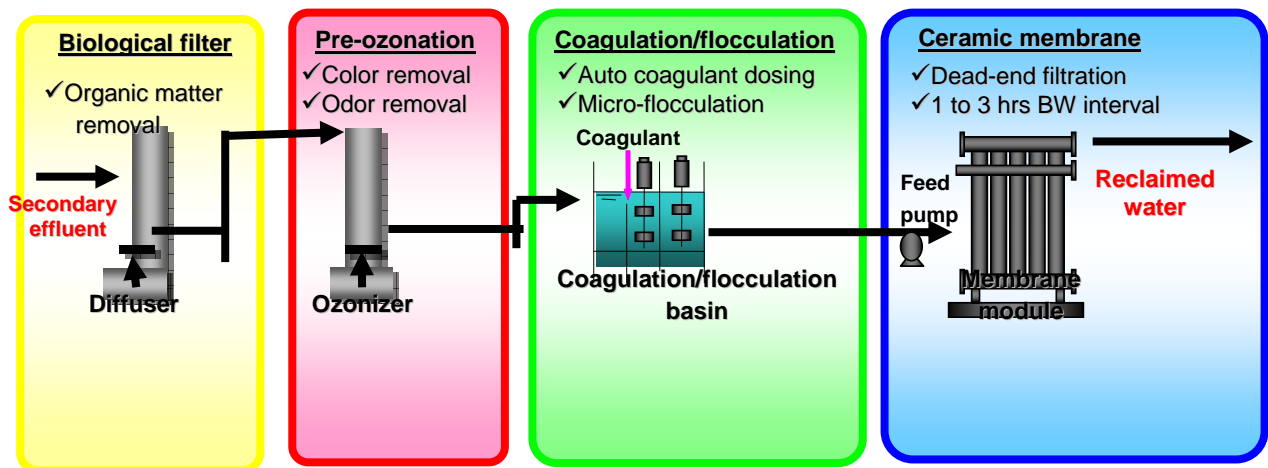 Biological filter
✓Organic matter
removal
Secondary
effluent
Diffuser
Pre-ozonation
✓Color removal
✓Odor removal
Ozonizer
Coagulation/flocculation
✓Auto coagulant dosing
✓Micro-flocculation
Coagulant
Coagulation/flocculation
basin
Ceramic membrane
✓Dead-end filtration
✓1 to 3 hrs BW interval
Feed
pump
Reclaimed
water
Membrane
module